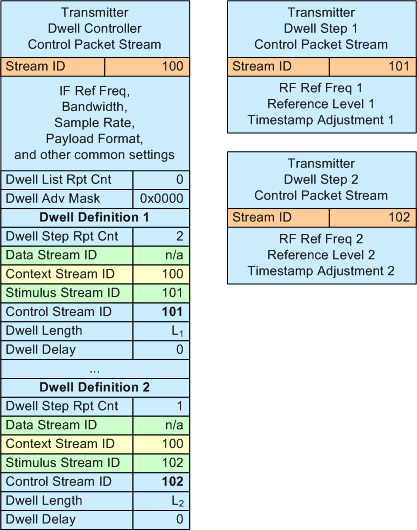 Transmitter
Dwell Controller
Control Packet Stream
Stream ID 100
IF Ref Freq,
Bandwidth,
Sample Rate,
Payload Format,
and other common settings
Dwell List Rpt Cnt 0
Dwell Adv Mask 0x0000
Dwell Definition 1
Dwell Step Rpt Cnt 2
Data Stream ID n/a
Context Stream ID 100
Stimulus Stream ID 101
Control Stream ID 101
Dwell Length L1
Dwell Delay 0
...
Dwell Definition 2
Dwell Step Rpt Cnt 1
Data Stream ID n/a
Context Stream ID 100
Stimulus Stream ID 102
Control Stream ID 102
Dwell Length L2
Dwell Delay 0
Transmitter
Dwell Step 1
Control Packet Stream
Stream ID 101
RF Ref Freq 1
Reference Level 1
Timestamp Adjustment 1
Transmitter
Dwell Step 2
Control Packet Stream
Stream ID 102
RF Ref Freq 2
Reference Level 2
Timestamp Adjustment 2